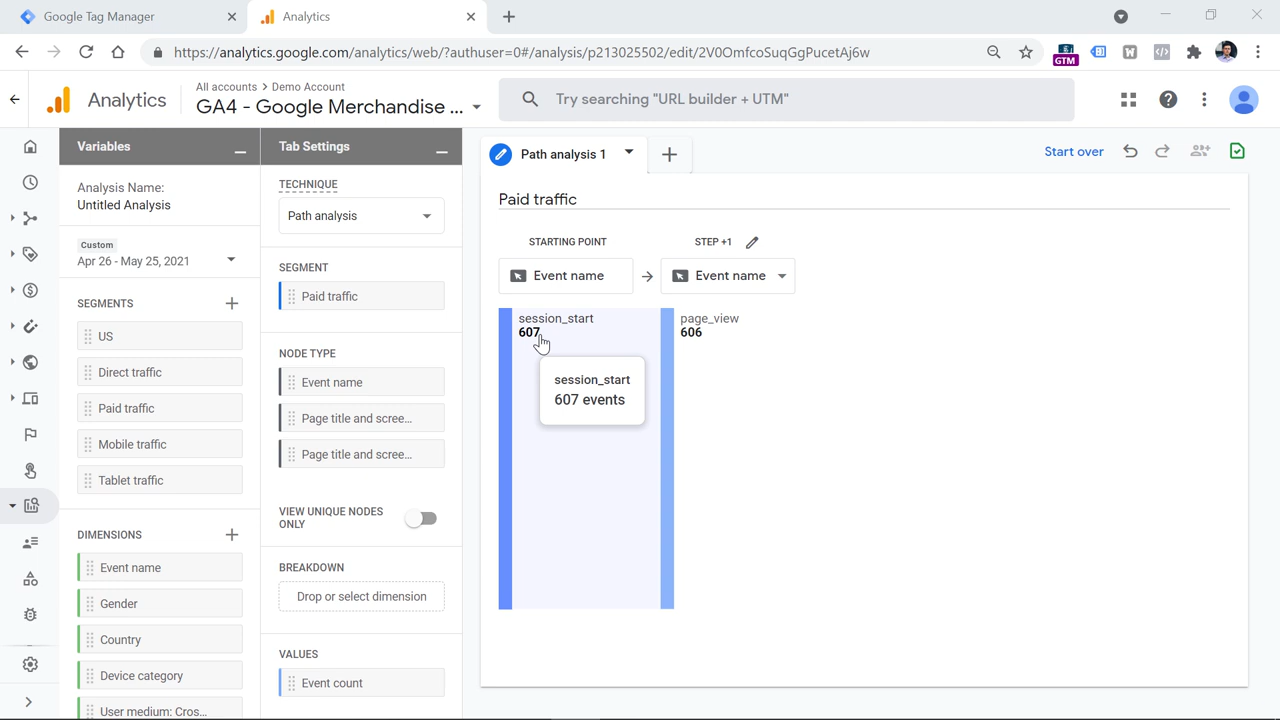 Google Tag Manager
Analytics
https://analytics.google.com/analytics/web/?authuser=0#/analysis/p213025502/edit/2V0OmfcoSuqGgPucetAj6w
GTM
Analytics
All accounts > Demo Account
GA4 - Google Merchandise ...
Try searching "URL builder + UTM"
Variables
Analysis Name:
Untitled Analysis
Custom
Apr 26 - May 25, 2021
SEGMENTS
US
Direct traffic
Paid traffic
Mobile traffic
Tablet traffic
DIMENSIONS
Event name
Gender
Country
Device category
User medium: Cros...
Tab Settings
TECHNIQUE
Path analysis
SEGMENT
Paid traffic
NODE TYPE
Event name
Page title and scree...
Page title and scree...
VIEW UNIQUE NODES
ONLY
BREAKDOWN
Drop or select dimension
VALUES
Event count
Path analysis 1
Start over
Paid traffic
STARTING POINT
STEP +1
Event name
Event name
session_start
607
page_view
606
session_start
607 events